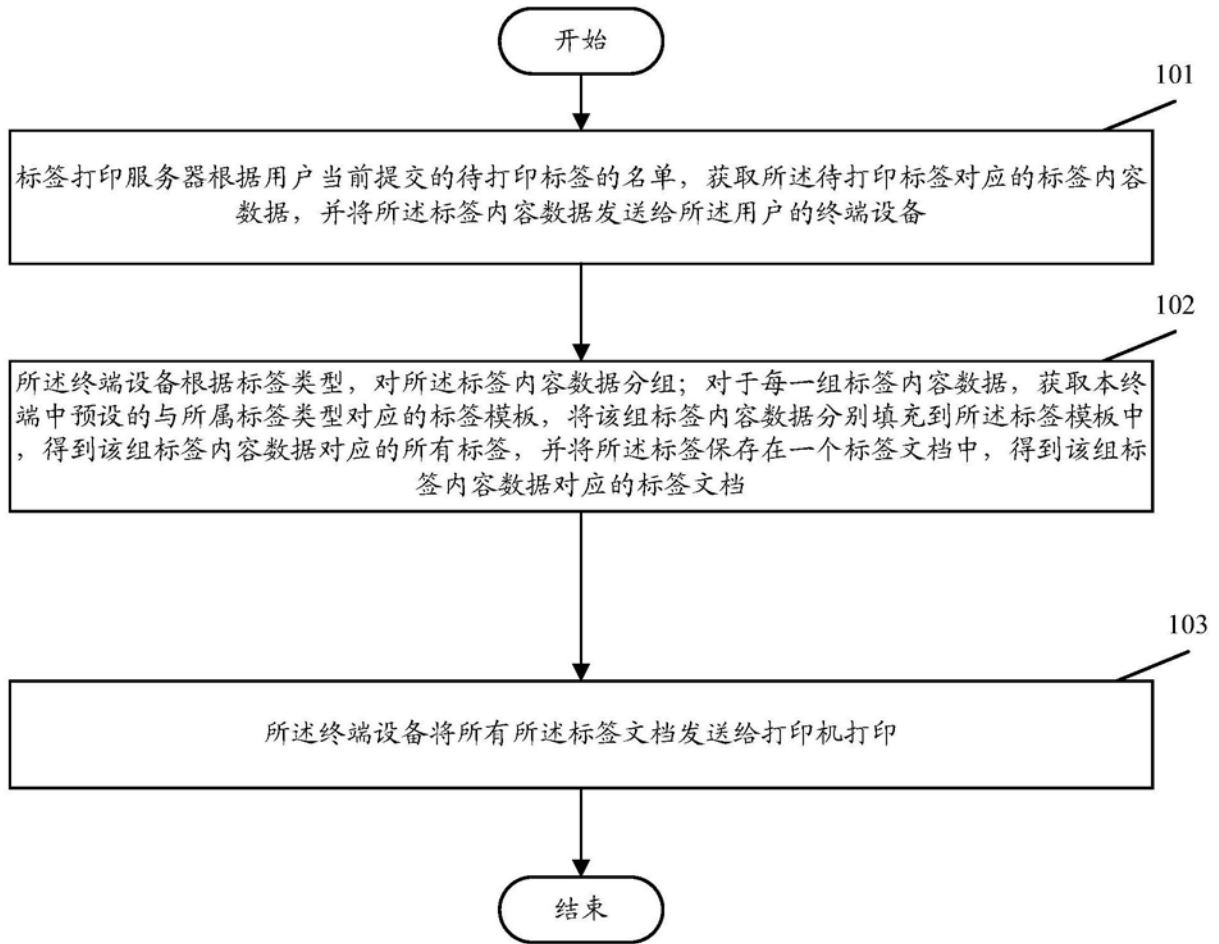 开始
101
标签打印服务器根据用户当前提交的待打印标签的名单，获取所述待打印标签对应的标签内容
数据，并将所述标签内容数据发送给所述用户的终端设备
102
所述终端设备根据标签类型，对所述标签内容数据分组；对于每一组标签内容数据，获取本终
端中预设的与所属标签类型对应的标签模板，将该组标签内容数据分别填充到所述标签模板中
，得到该组标签内容数据对应的所有标签，并将所述标签保存在一个标签文档中，得到该组标
签内容数据对应的标签文档
103
所述终端设备将所有所述标签文档发送给打印机打印
结束